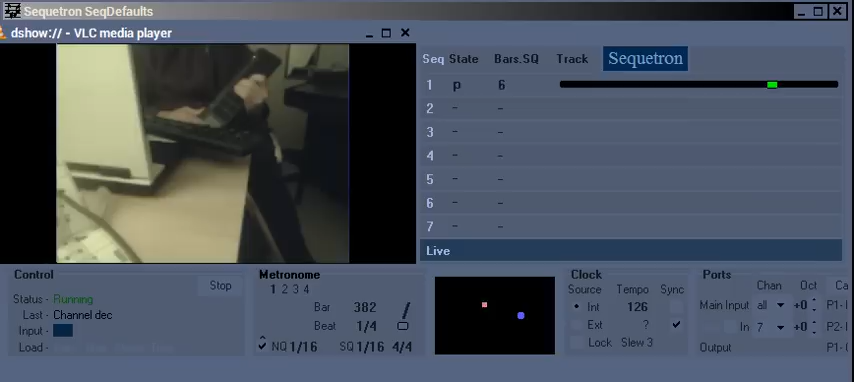 Sequetron SeqDefaults
dshow:// - VLC media player
Seq State Bars.SQ Track Sequetron
1 p 6
2 - -
3 - -
4 - -
5 - -
6 - -
7 - -
Live
Control
Status - Running
Stop
Last - Channel dec
Input -
Load -
Metronome
1 2 3 4
Bar 382 /
Beat 1/4
NQ 1/16 SQ 1/16 4/4
Clock
Source Tempo Sync
Int 126
Ext ?
Lock Slew 3
Ports
Chan Oct Ca
Main Input all +0 P1-
In 7 +0 P2-
Output P1-